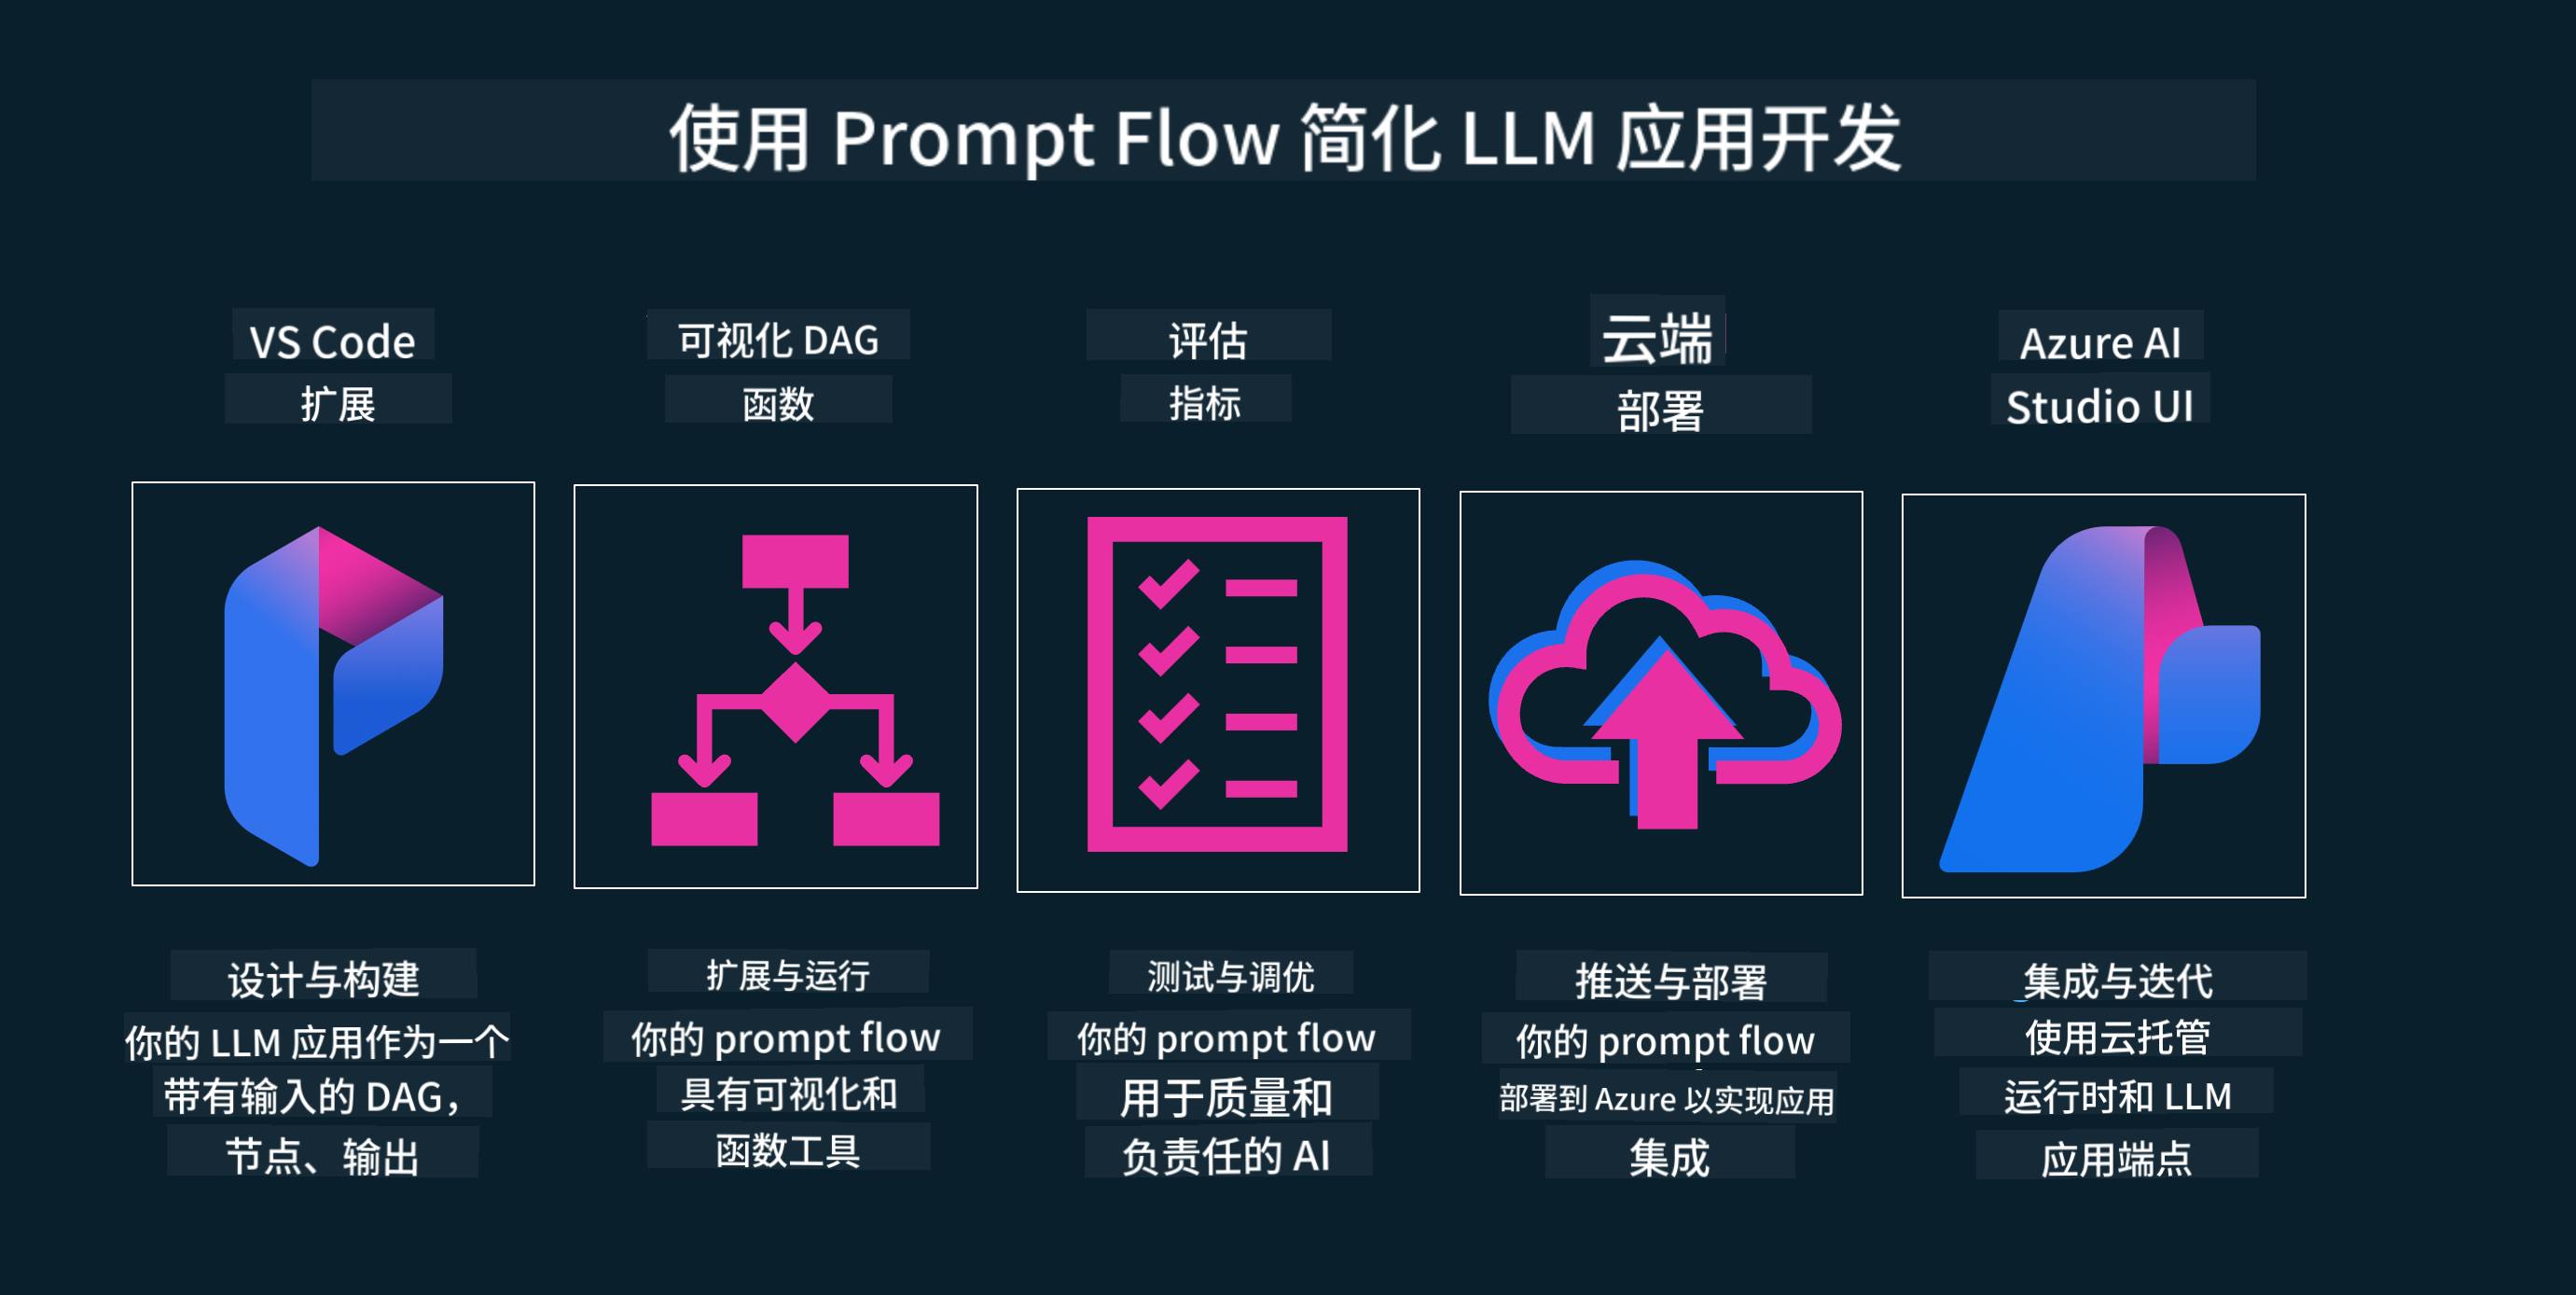 使用 Prompt Flow 简化 LLM 应用开发
VS Code
扩展
可视化 DAG
函数
评估
指标
云端
部署
Azure AI
Studio UI
设计与构建
你的 LLM 应用作为一个
带有输入的 DAG，
节点、输出
扩展与运行
你的 prompt flow
具有可视化和
函数工具
测试与调优
你的 prompt flow
用于质量和
负责任的 AI
推送与部署
你的 prompt flow
部署到 Azure 以实现应用
集成
集成与迭代
使用云托管
运行时和 LLM
应用端点